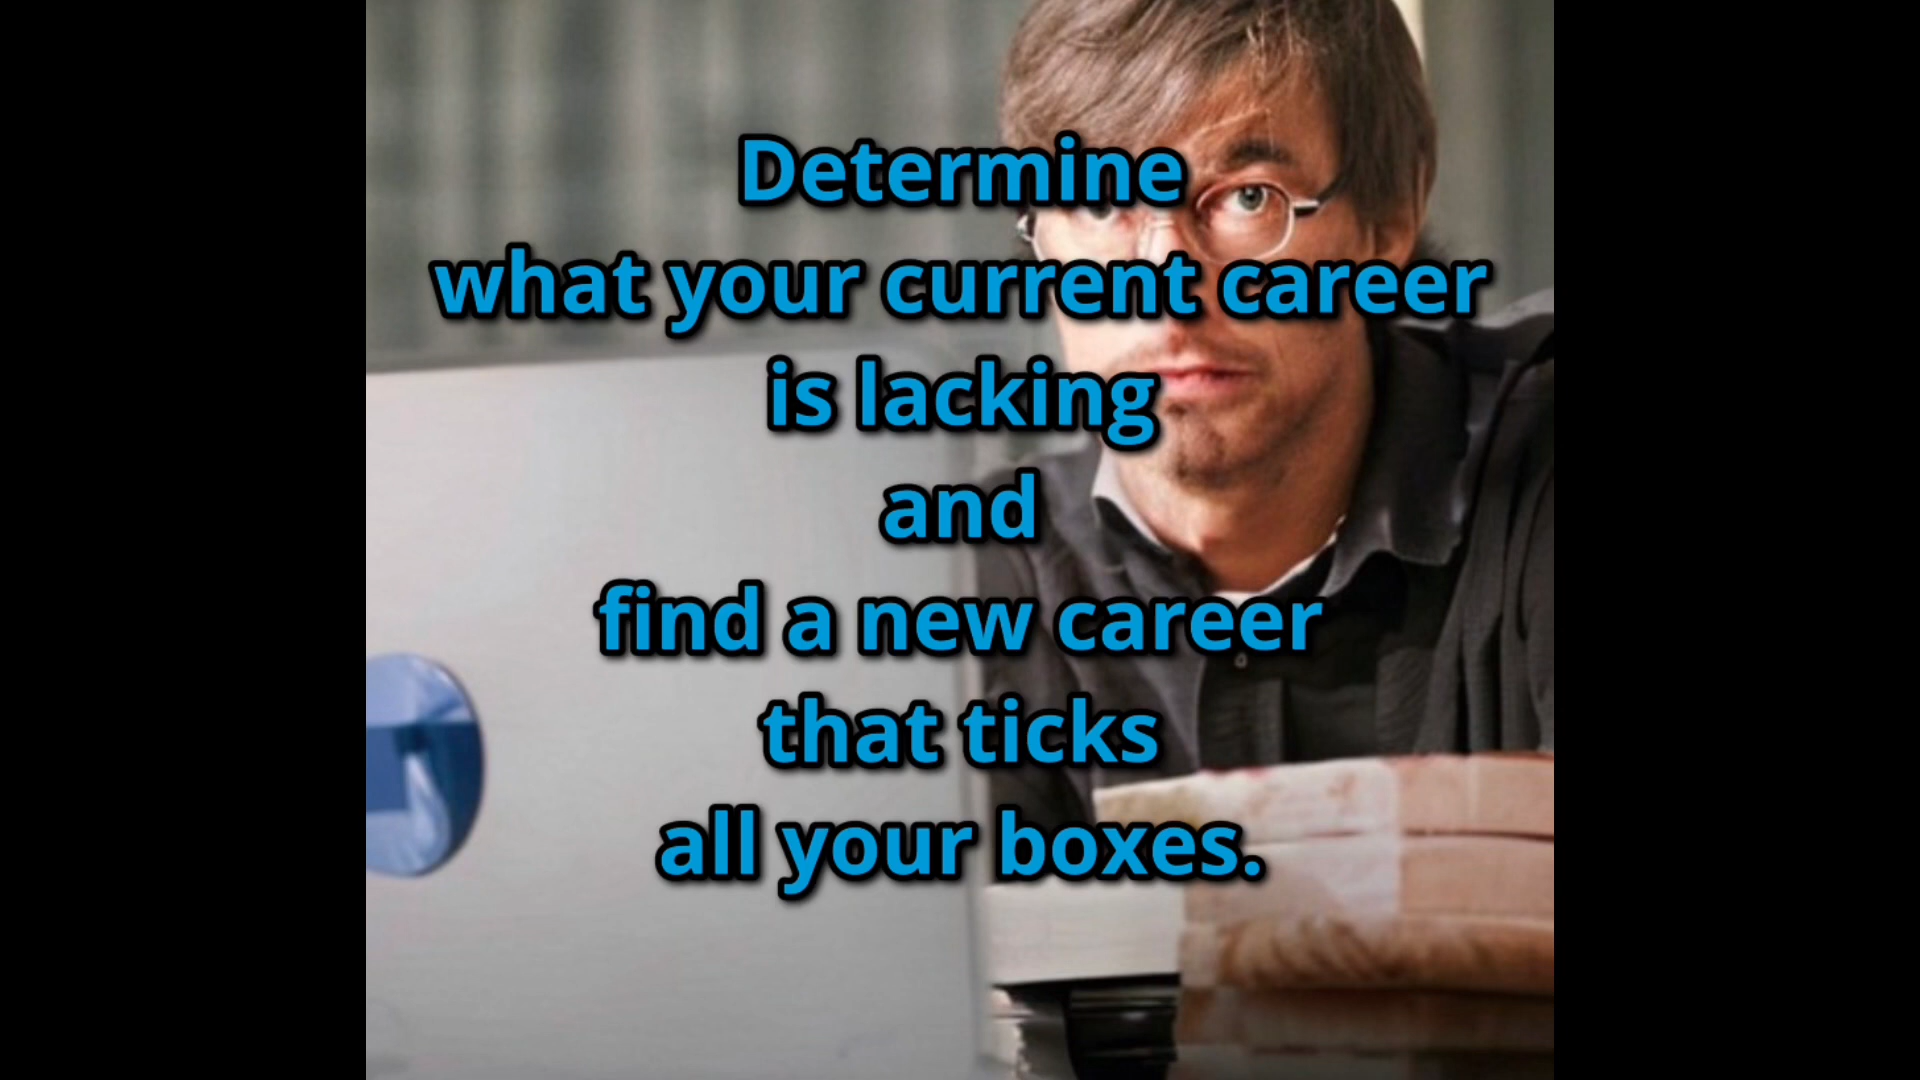 Determine
what your current career
is lacking
and
find a new career
that ticks
all your boxes.